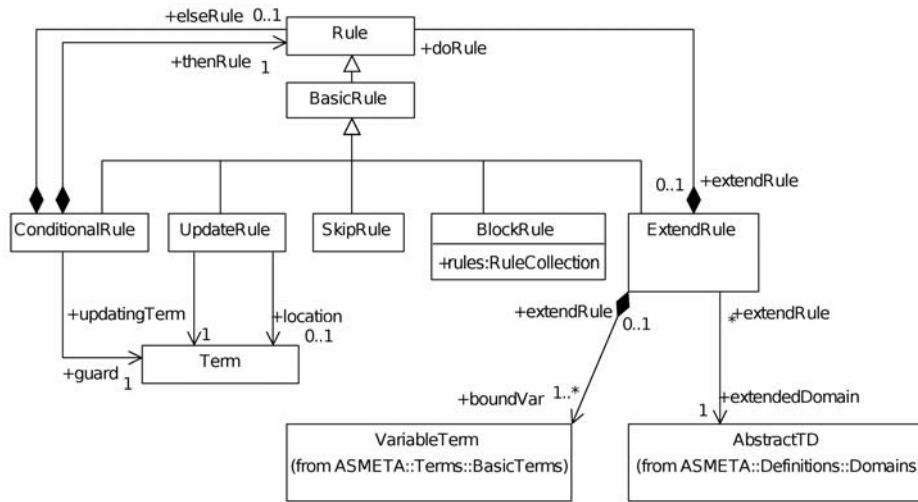 +elseRule 0..1
Rule
+doRule
+thenRule 1
BasicRule
0..1 +extendRule
ConditionalRule
UpdateRule
SkipRule
BlockRule
+rules:RuleCollection
ExtendRule
+updatingTerm 1
+location 0..1
+extendRule 0..1
* +extendRule
Term
+guard 1
+boundVar 1..*
+extendedDomain 1
VariableTerm
(from ASMETA::Terms::BasicTerms)
AbstractTD
(from ASMETA::Definitions::Domains)